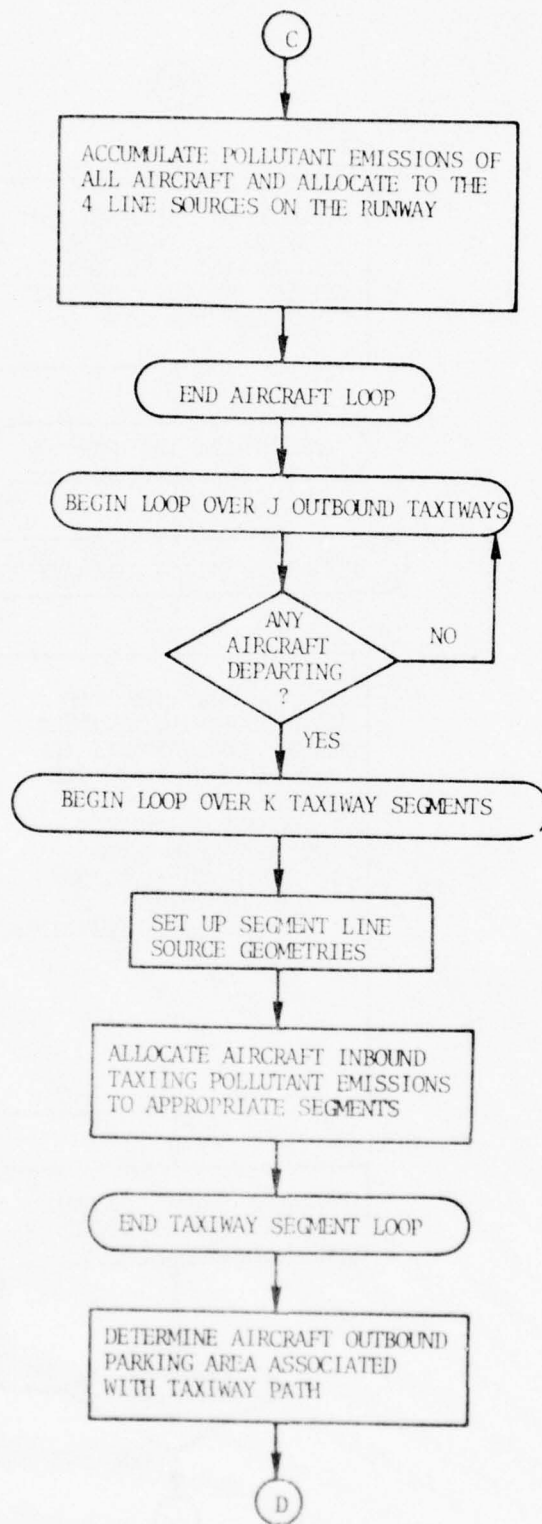 C
ACCUMULATE POLLUTANT EMISSIONS OF
ALL AIRCRAFT AND ALLOCATE TO THE
4 LINE SOURCES ON THE RUNWAY
END AIRCRAFT LOOP
BEGIN LOOP OVER J OUTBOUND TAXIWAYS
ANY
AIRCRAFT
DEPARTING
?
NO
YES
BEGIN LOOP OVER K TAXIWAY SEGMENTS
SET UP SEGMENT LINE
SOURCE GEOMETRIES
ALLOCATE AIRCRAFT INBOUND
TAXIING POLLUTANT EMISSIONS
TO APPROPRIATE SEGMENTS
END TAXIWAY SEGMENT LOOP
DETERMINE AIRCRAFT OUTBOUND
PARKING AREA ASSOCIATED
WITH TAXIWAY PATH
D